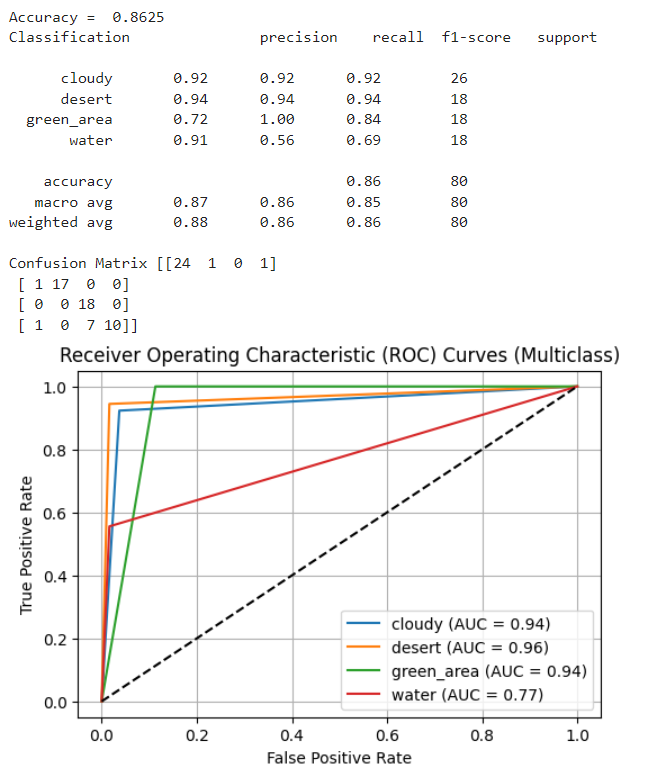 Accuracy =  0.8625
Classification               precision    recall  f1-score   support
      cloudy       0.92      0.92      0.92        26
      desert       0.94      0.94      0.94        18
  green_area       0.72      1.00      0.84        18
       water       0.91      0.56      0.69        18
    accuracy                           0.86        80
   macro avg       0.87      0.86      0.85        80
weighted avg       0.88      0.86      0.86        80
Confusion Matrix [[24  1  0  1]
 [ 1 17  0  0]
 [ 0  0 18  0]
 [ 1  0  7 10]]
Receiver Operating Characteristic (ROC) Curves (Multiclass)
True Positive Rate
1.0
0.8
0.6
0.4
0.2
0.0
cloudy (AUC = 0.94)
desert (AUC = 0.96)
green_area (AUC = 0.94)
water (AUC = 0.77)
0.0 0.2 0.4 0.6 0.8 1.0
False Positive Rate